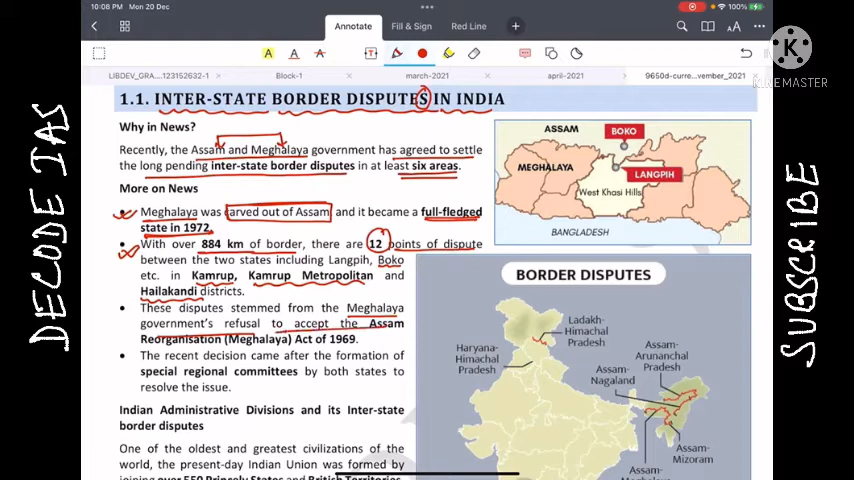 10:08 PM Mon 20 Dec
100%
Annotate
Fill & Sign
Red Line
LIBDEV_GRA...123152632-1
Block-1
march-2021
april-2021
9650d-curre...vember_2021
KINEMASTER
DECODE IAS
SUBSCRIBE
1.1. INTER-STATE BORDER DISPUTES IN INDIA
Why in News?
Recently, the Assam and Meghalaya government has agreed to settle
the long pending inter-state border disputes in at least six areas.
More on News
• Meghalaya was carved out of Assam and it became a full-fledged
state in 1972.
• With over 884 km of border, there are 12 points of dispute
between the two states including Langpih, Boko
etc. in Kamrup, Kamrup Metropolitan and
Hailakandi districts.
• These disputes stemmed from the Meghalaya
government's refusal to accept the Assam
Reorganisation (Meghalaya) Act of 1969.
• The recent decision came after the formation of
special regional committees by both states to
resolve the issue.
Indian Administrative Divisions and its Inter-state
border disputes
One of the oldest and greatest civilizations of the
world, the present-day Indian Union was formed by
joining over 550 Princely States and British Territories.
ASSAM
BOKO
MEGHALAYA
LANGPIH
West Khasi Hills
BANGLADESH
BORDER DISPUTES
Ladakh-
Himachal
Pradesh
Haryana-
Himachal
Pradesh
Assam-
Arunanchal
Pradesh
Assam-
Nagaland
Assam-
Mizoram
Assam-